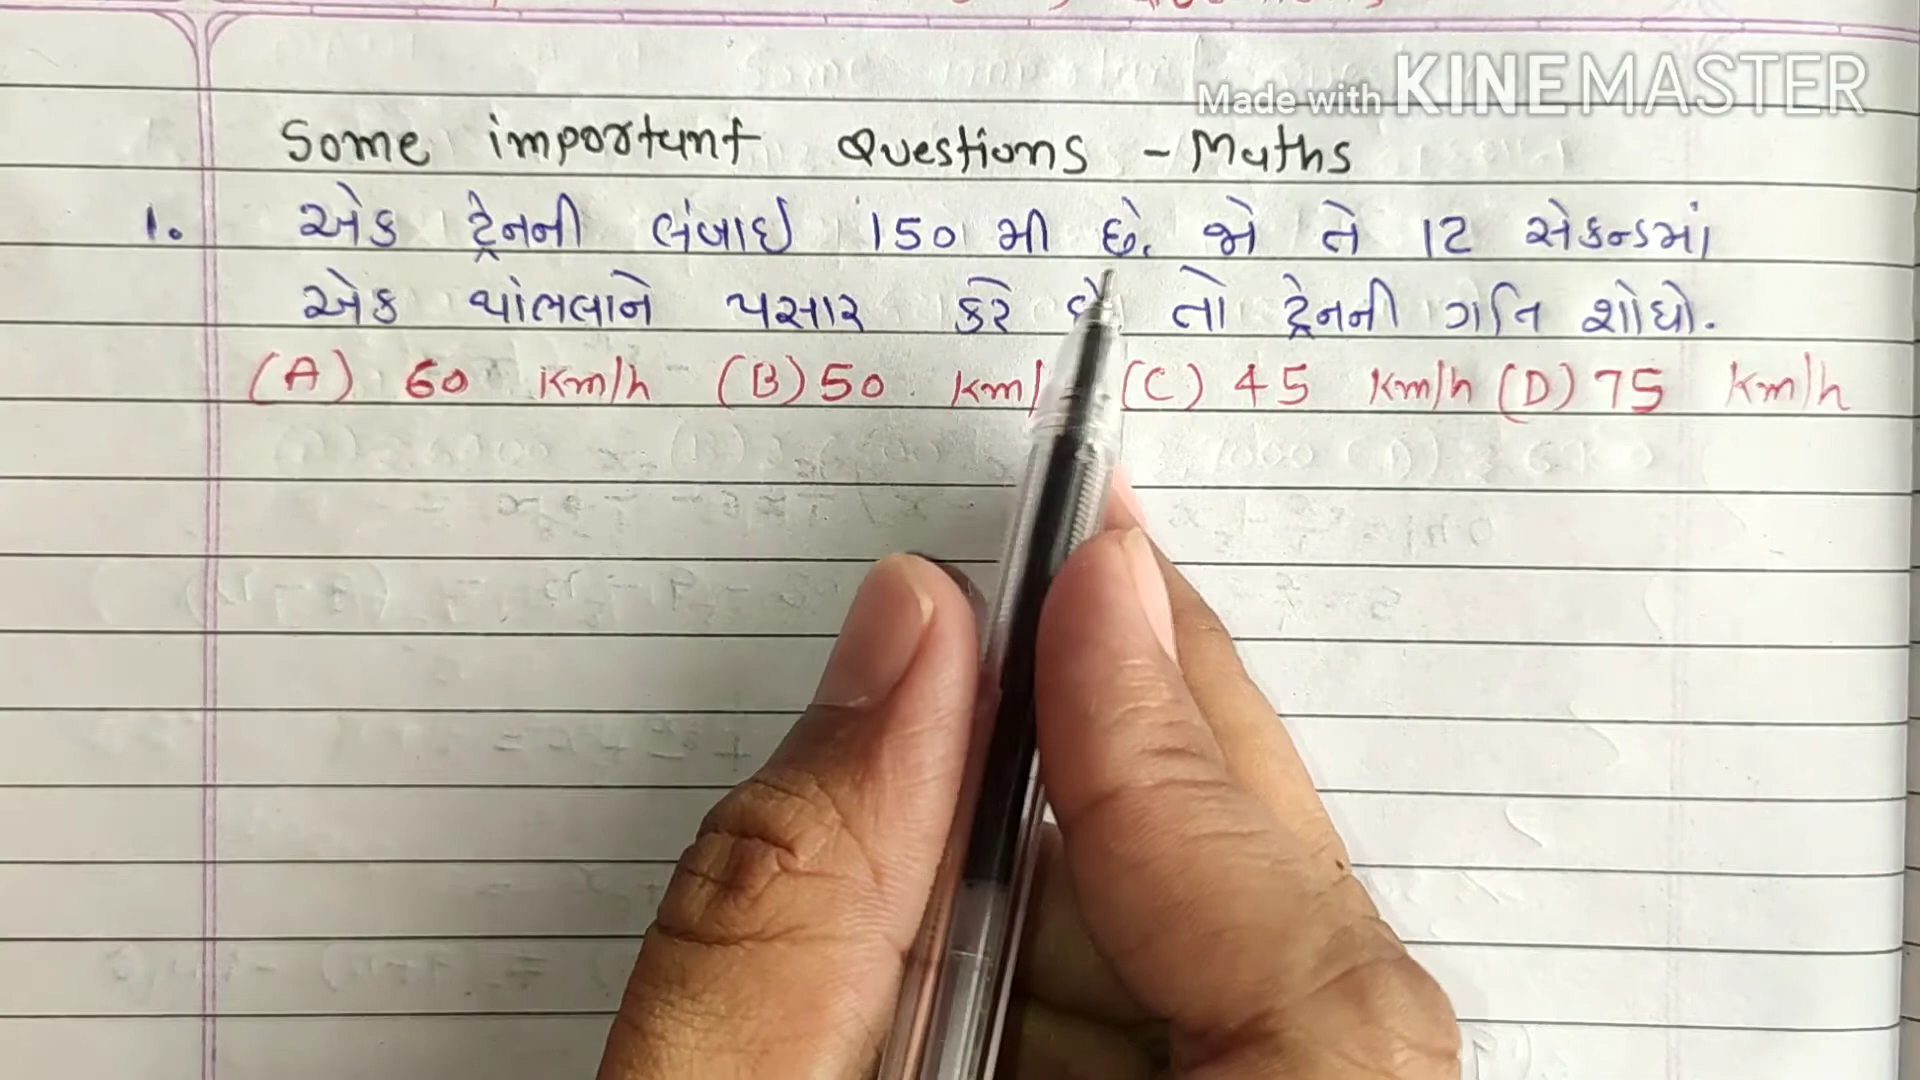 Made with KINEMASTER
Some important Questions - Maths
1. એક ટ્રેનની લંબાઈ 150 મી છે. જો તે 12 સેકન્ડમાં
એક થાંભલાને પસાર કરે છે તો ટ્રેનની ગતિ શોધો.
(A) 60 Km/h (B) 50 Km/ (C) 45 Km/h (D) 75 Km/h